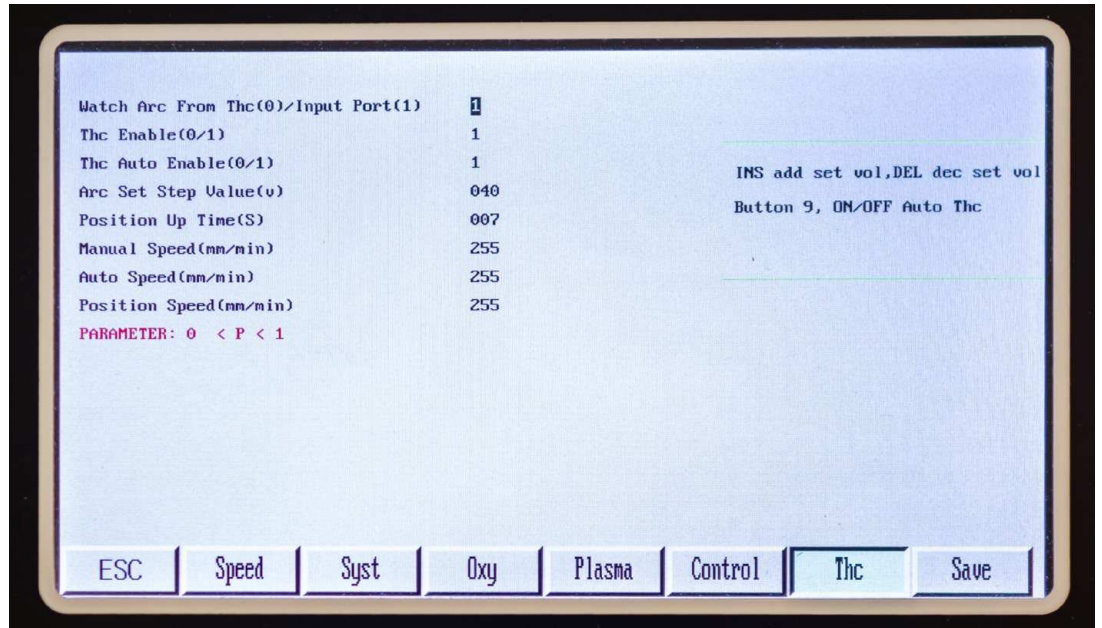 Watch Arc From Thc(0)/Input Port(1) 1
Thc Enable(0/1) 1
Thc Auto Enable(0/1) 1
Arc Set Step Value(v) 040
Position Up Time(S) 007
Manual Speed(mm/min) 255
Auto Speed(mm/min) 255
Position Speed(mm/min) 255
PARAMETER: 0 < P < 1
INS add set vol,DEL dec set vol
Button 9, ON/OFF Auto Thc
ESC Speed Syst Oxy Plasma Control Thc Save